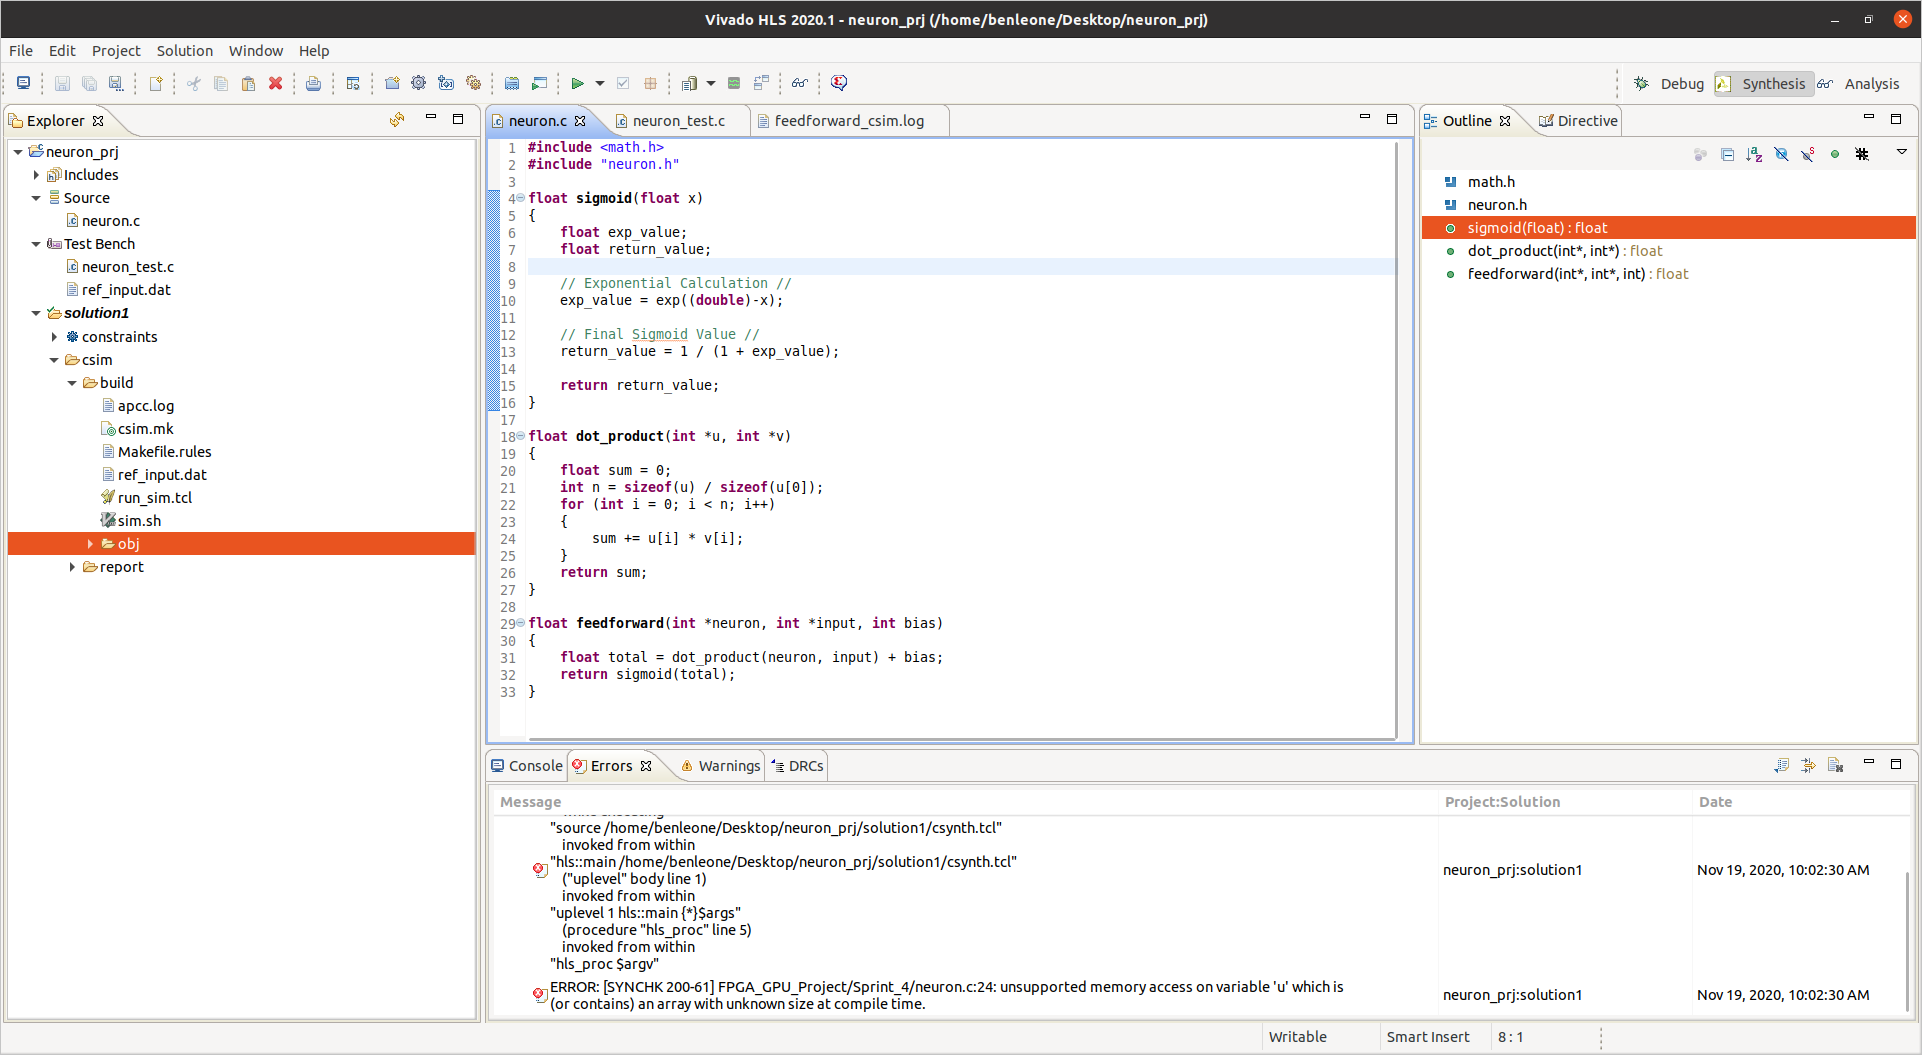 Vivado HLS 2020.1 - neuron_prj (/home/benleone/Desktop/neuron_prj)
File Edit Project Solution Window Help
Debug Synthesis Analysis
Explorer
neuron_prj
Includes
Source
neuron.c
Test Bench
neuron_test.c
ref_input.dat
solution1
constraints
csim
build
apcc.log
csim.mk
Makefile.rules
ref_input.dat
run_sim.tcl
sim.sh
obj
report
neuron.c neuron_test.c feedforward_csim.log
1 #include <math.h>
2 #include "neuron.h"
3
4 float sigmoid(float x)
5 {
6 float exp_value;
7 float return_value;
8
9 // Exponential Calculation //
10 exp_value = exp((double)-x);
11
12 // Final Sigmoid Value //
13 return_value = 1 / (1 + exp_value);
14
15 return return_value;
16 }
17
18 float dot_product(int *u, int *v)
19 {
20 float sum = 0;
21 int n = sizeof(u) / sizeof(u[0]);
22 for (int i = 0; i < n; i++)
23 {
24 sum += u[i] * v[i];
25 }
26 return sum;
27 }
28
29 float feedforward(int *neuron, int *input, int bias)
30 {
31 float total = dot_product(neuron, input) + bias;
32 return sigmoid(total);
33 }
Outline Directive
math.h
neuron.h
sigmoid(float) : float
dot_product(int*, int*) : float
feedforward(int*, int*, int) : float
Console Errors Warnings DRCs
Message Project:Solution Date
"source /home/benleone/Desktop/neuron_prj/solution1/csynth.tcl"
invoked from within
"hls::main /home/benleone/Desktop/neuron_prj/solution1/csynth.tcl" neuron_prj:solution1 Nov 19, 2020, 10:02:30 AM
("uplevel" body line 1)
invoked from within
"uplevel 1 hls::main {*}$args"
(procedure "hls_proc" line 5)
invoked from within
"hls_proc $argv"
ERROR: [SYNCHK 200-61] FPGA_GPU_Project/Sprint_4/neuron.c:24: unsupported memory access on variable 'u' which is
(or contains) an array with unknown size at compile time. neuron_prj:solution1 Nov 19, 2020, 10:02:30 AM
Writable Smart Insert 8 : 1